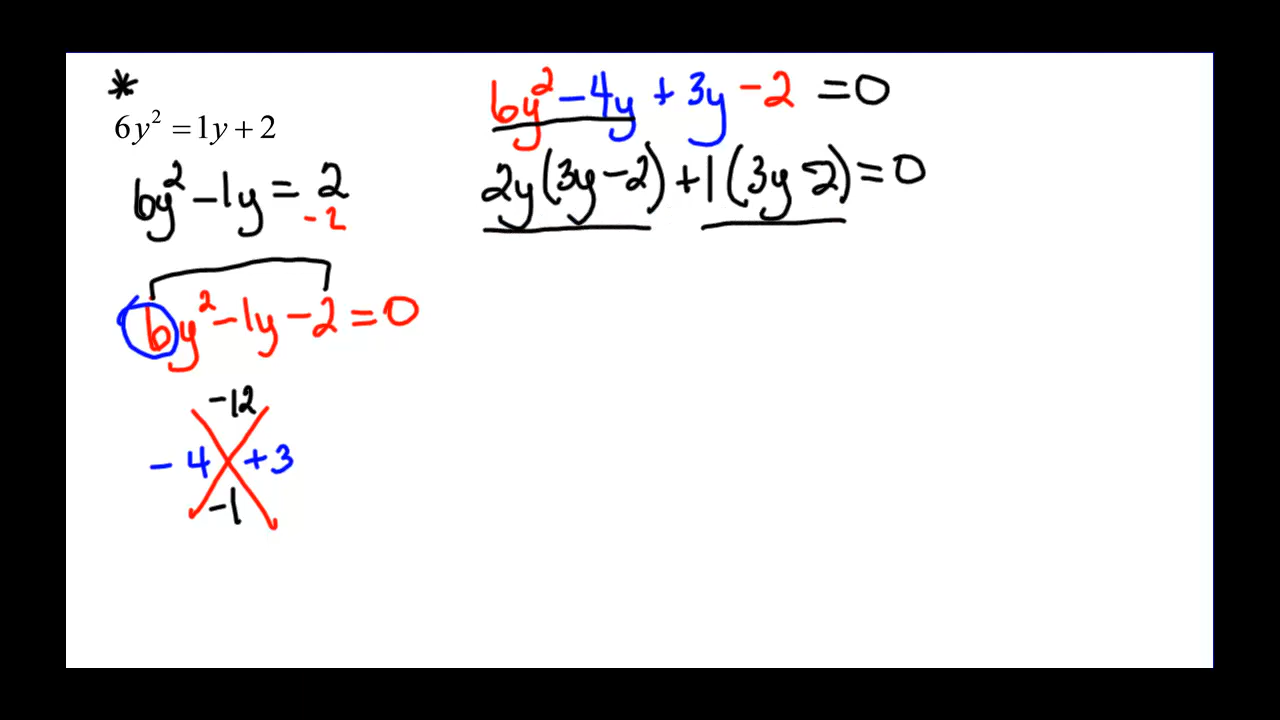 *
6y² = 1y + 2
6y² - 1y = 2
- 2
6y² - 1y - 2 = 0
-12
- 4 + 3
-1
6y² - 4y + 3y - 2 = 0
2y(3y - 2) + 1(3y - 2) = 0